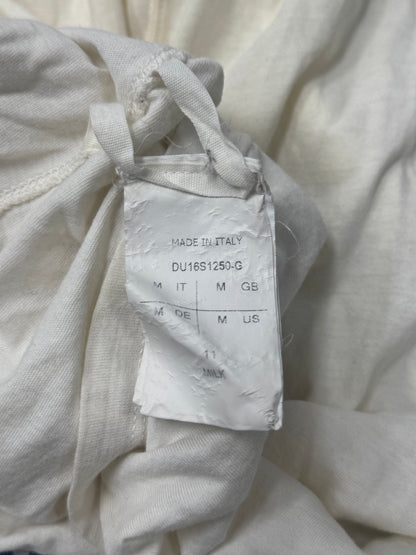 MADE IN ITALY
DU16S1250-G
M IT M GB
M DE M US
11
MILK